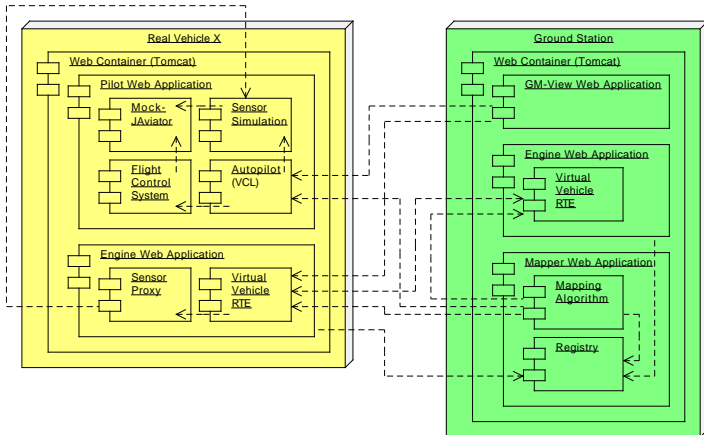 Real Vehicle X
Web Container (Tomcat)
Pilot Web Application
Mock-
JAviator
Sensor
Simulation
Flight
Control
System
Autopilot
(VCL)
Engine Web Application
Sensor
Proxy
Virtual
Vehicle
RTE
Ground Station
Web Container (Tomcat)
GM-View Web Application
Engine Web Application
Virtual
Vehicle
RTE
Mapper Web Application
Mapping
Algorithm
Registry